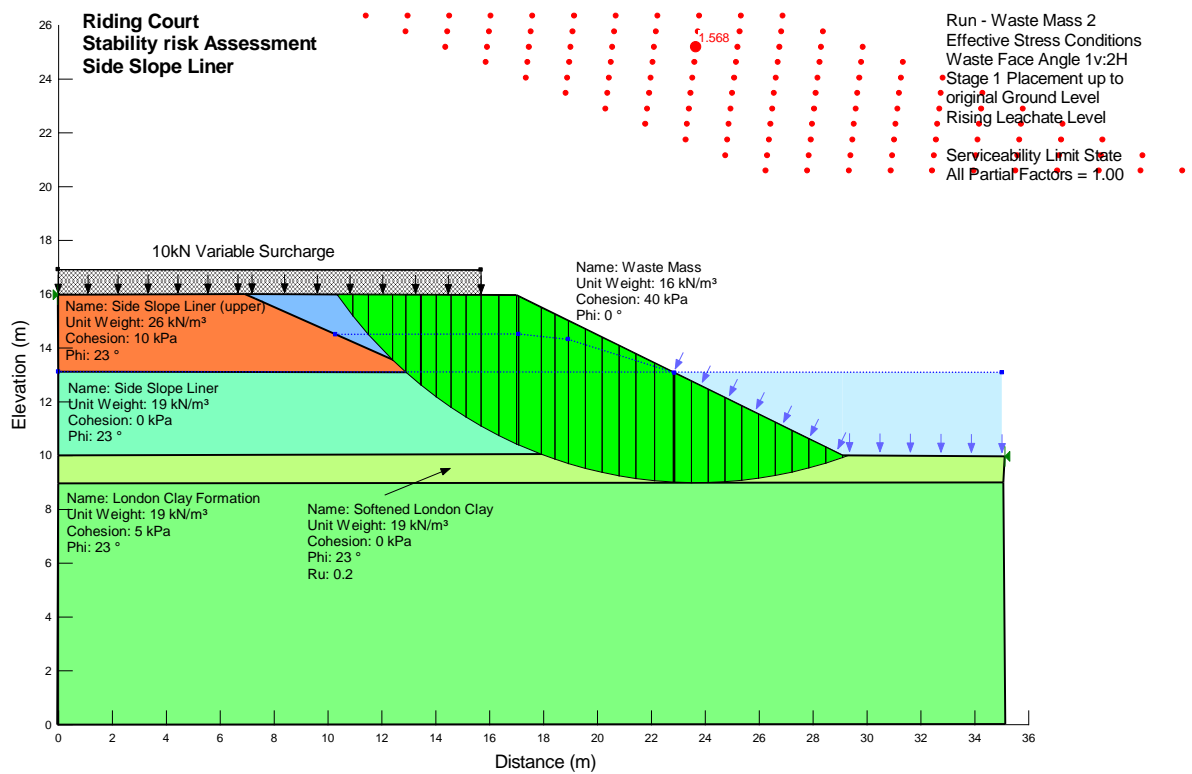 Riding Court
Stability risk Assessment
Side Slope Liner
1.568
Run - Waste Mass 2
Effective Stress Conditions
Waste Face Angle 1v:2H
Stage 1 Placement up to
original Ground Level
Rising Leachate Level
Serviceability Limit State
All Partial Factors = 1.00
10kN Variable Surcharge
Name: Waste Mass
Unit Weight: 16 kN/m³
Cohesion: 40 kPa
Phi: 0 °
Name: Side Slope Liner (upper)
Unit Weight: 26 kN/m³
Cohesion: 10 kPa
Phi: 23 °
Name: Side Slope Liner
Unit Weight: 19 kN/m³
Cohesion: 0 kPa
Phi: 23 °
Name: London Clay Formation
Unit Weight: 19 kN/m³
Cohesion: 5 kPa
Phi: 23 °
Name: Softened London Clay
Unit Weight: 19 kN/m³
Cohesion: 0 kPa
Phi: 23 °
Ru: 0.2
Elevation (m)
26
24
22
20
18
16
14
12
10
8
6
4
2
0
0 2 4 6 8 10 12 14 16 18 20 22 24 26 28 30 32 34 36
Distance (m)